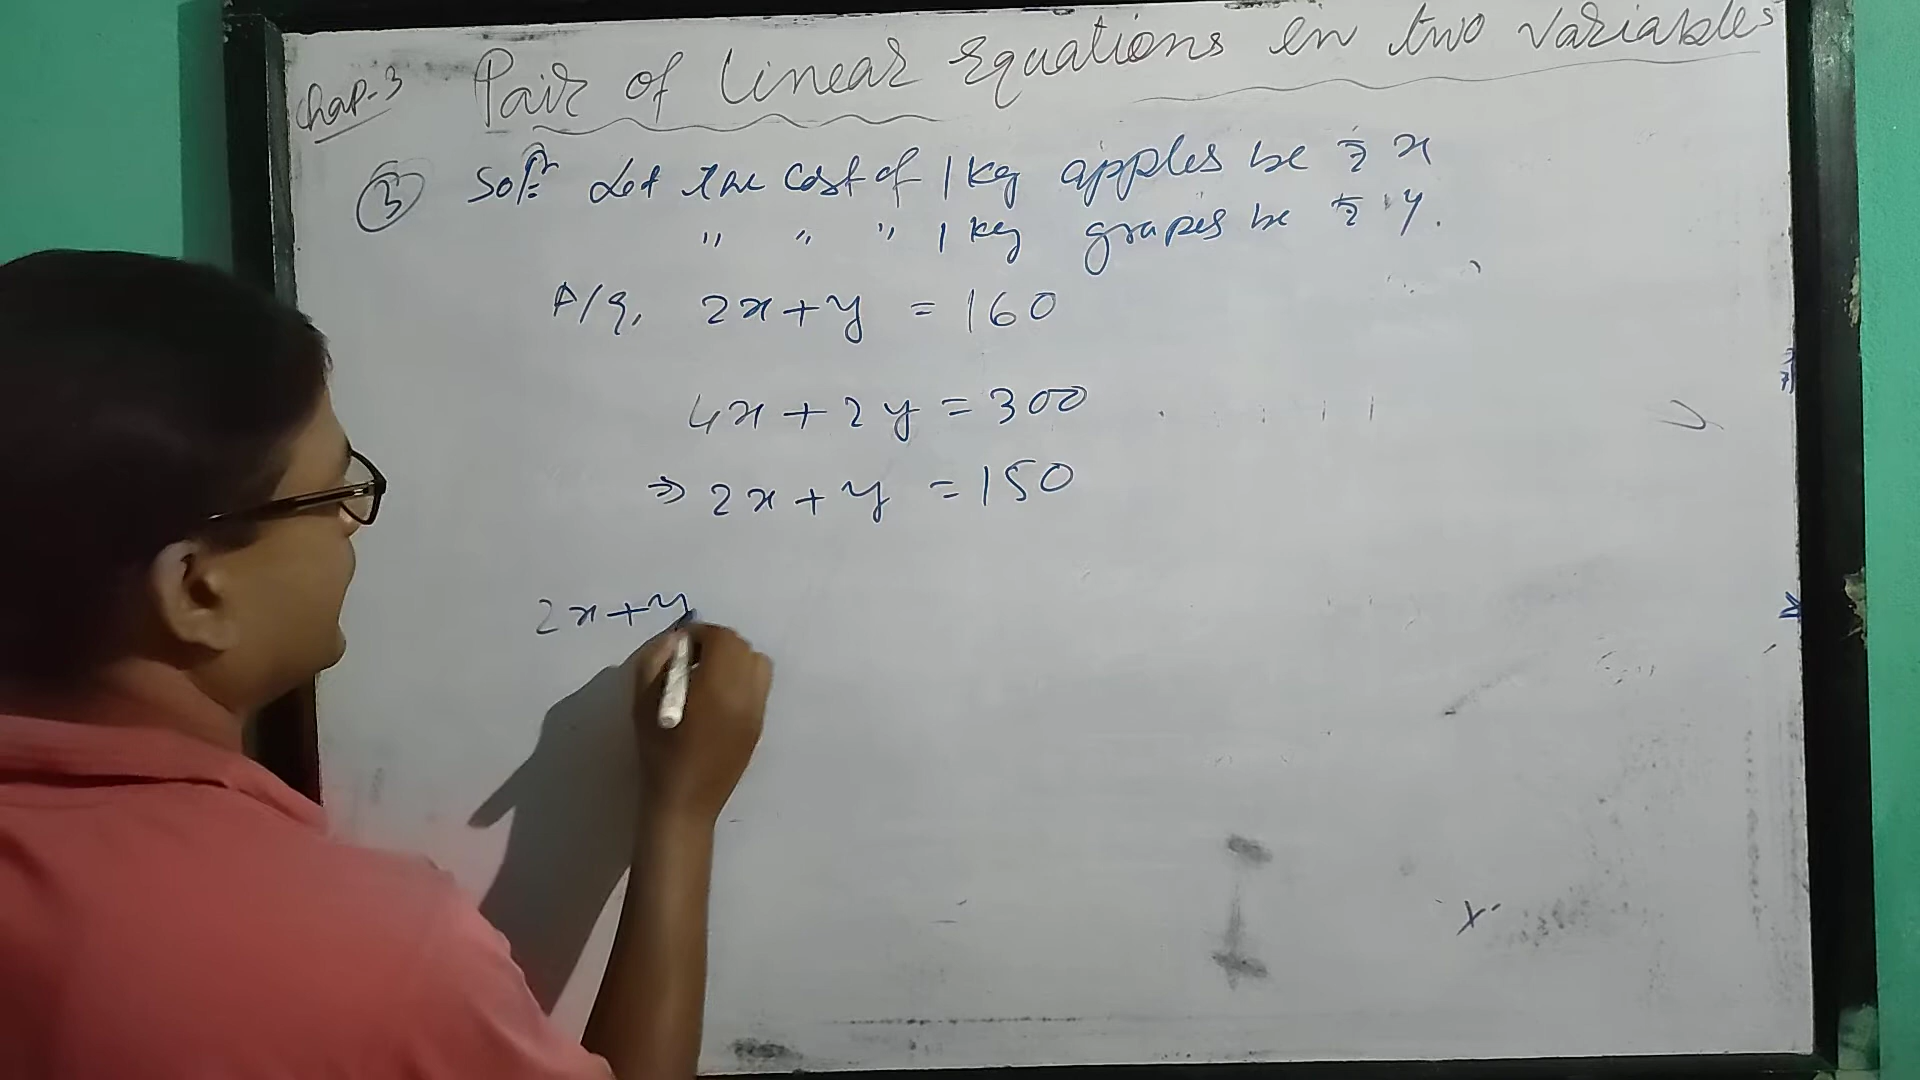 Chap-3 Pair of Linear Equations in two variables
③ Solⁿ: Let the cost of 1 kg apples be ₹ x
" " " 1 kg grapes be ₹ y.
A/q, 2x + y = 160
4x + 2y = 300
⇒ 2x + y = 150
2x + y